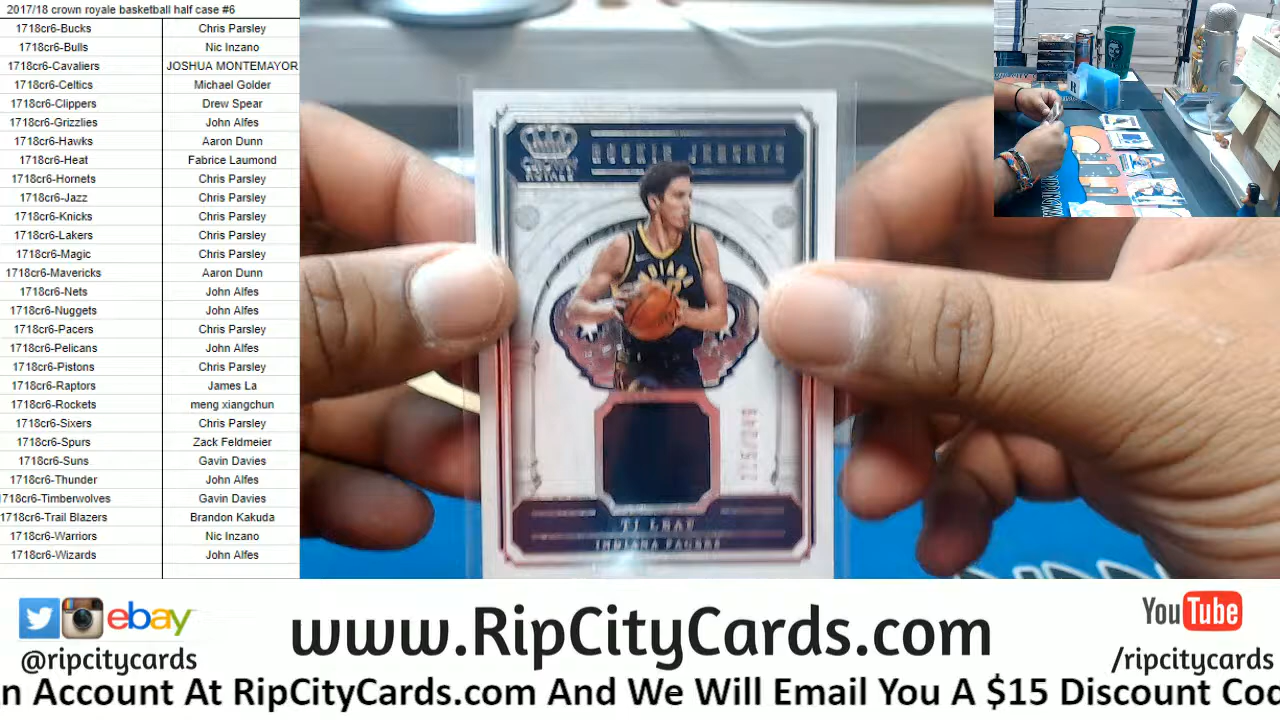 2017/18 crown royale basketball half case #6
1718cr6-Bucks Chris Parsley
1718cr6-Bulls Nic Inzano
1718cr6-Cavaliers JOSHUA MONTEMAYOR
1718cr6-Celtics Michael Golder
1718cr6-Clippers Drew Spear
1718cr6-Grizzlies John Alfes
1718cr6-Hawks Aaron Dunn
1718cr6-Heat Fabrice Laumond
1718cr6-Hornets Chris Parsley
1718cr6-Jazz Chris Parsley
1718cr6-Knicks Chris Parsley
1718cr6-Lakers Chris Parsley
1718cr6-Magic Chris Parsley
1718cr6-Mavericks Aaron Dunn
1718cr6-Nets John Alfes
1718cr6-Nuggets John Alfes
1718cr6-Pacers Chris Parsley
1718cr6-Pelicans John Alfes
1718cr6-Pistons Chris Parsley
1718cr6-Raptors James La
1718cr6-Rockets meng xiangchun
1718cr6-Sixers Chris Parsley
1718cr6-Spurs Zack Feldmeier
1718cr6-Suns Gavin Davies
1718cr6-Thunder John Alfes
1718cr6-Timberwolves Gavin Davies
1718cr6-Trail Blazers Brandon Kakuda
1718cr6-Warriors Nic Inzano
1718cr6-Wizards John Alfes
CROWN ROYALE
ROOKIE JERSEYS
INDIANA
TJ LEAF
INDIANA PACERS
ebay
@ripcitycards
www.RipCityCards.com
YouTube
/ripcitycards
n Account At RipCityCards.com And We Will Email You A $15 Discount Cod